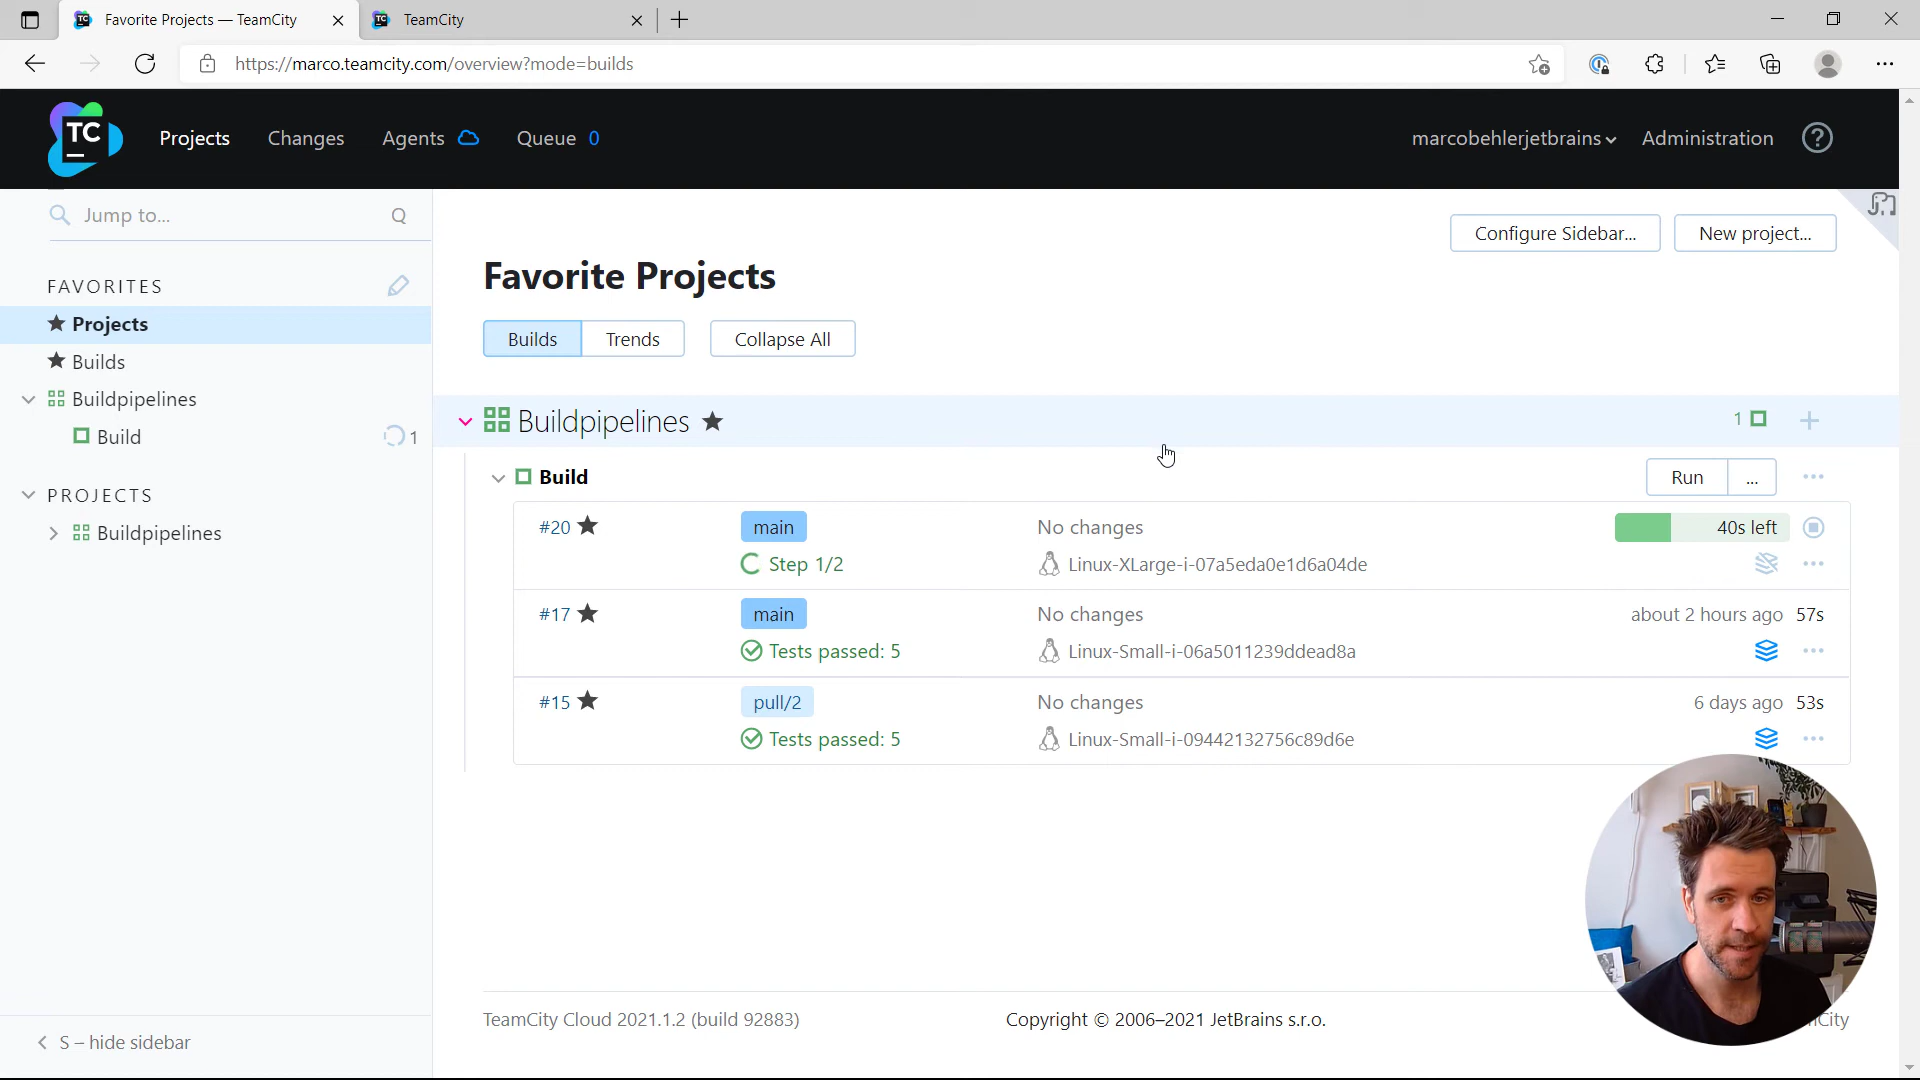 Favorite Projects — TeamCity
TeamCity
https://marco.teamcity.com/overview?mode=builds
TC
Projects
Changes
Agents
Queue 0
marcobehlerjetbrains
Administration
?
Jump to...
Q
Configure Sidebar...
New project...
Favorite Projects
FAVORITES
Projects
Builds
Buildpipelines
Build
1
PROJECTS
Buildpipelines
Builds
Trends
Collapse All
Buildpipelines
1
Build
Run
...
#20
main
No changes
40s left
Step 1/2
Linux-XLarge-i-07a5eda0e1d6a04de
#17
main
No changes
about 2 hours ago 57s
Tests passed: 5
Linux-Small-i-06a5011239ddead8a
#15
pull/2
No changes
6 days ago 53s
Tests passed: 5
Linux-Small-i-09442132756c89d6e
TeamCity Cloud 2021.1.2 (build 92883)
Copyright © 2006–2021 JetBrains s.r.o.
S – hide sidebar